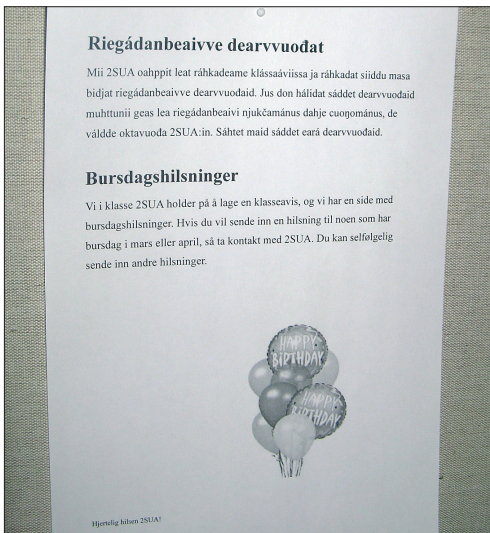 Riegádanbeaivve dearvvuođat
Mii 2SUA oahppit leat ráhkadeame klássaáviissa ja ráhkadat siiddu masa
bidjat riegádanbeaivve dearvvuođaid. Jus don hálidat sáddet dearvvuođaid
muhttunii geas lea riegádanbeaivi njukčamánus dahje cuoŋománus, de
váldde oktavuođa 2SUA:in. Sáhtet maid sáddet eará dearvvuođaid.
Bursdagshilsninger
Vi i klasse 2SUA holder på å lage en klasseavis, og vi har en side med
bursdagshilsninger. Hvis du vil sende inn en hilsning til noen som har
bursdag i mars eller april, så ta kontakt med 2SUA. Du kan selfølgelig
sende inn andre hilsninger.
HAPPY
BIRTHDAY
HAPPY
BIRTHDAY
Hjertelig hilsen 2SUA!